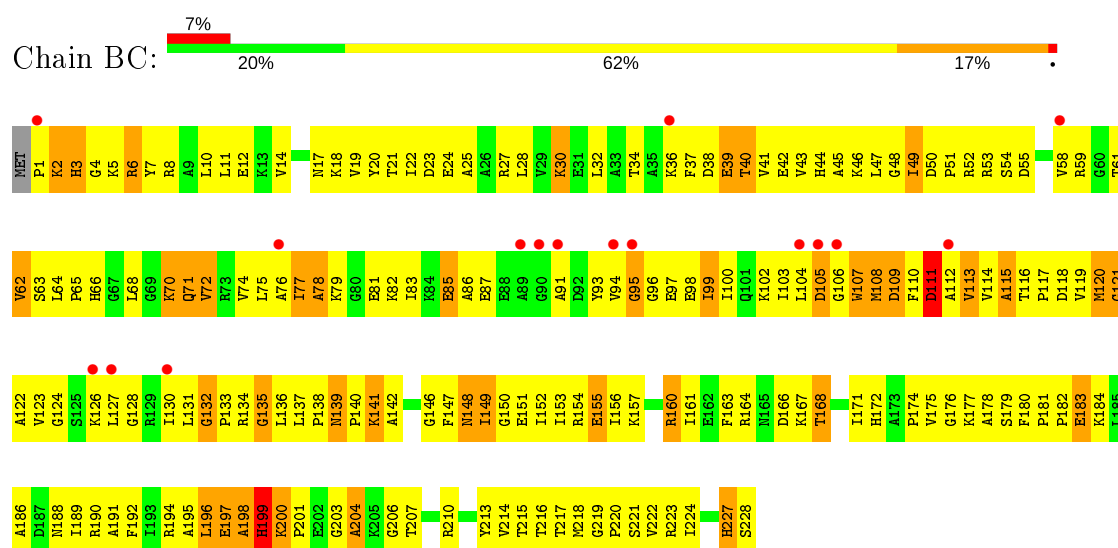 7%
Chain BC:
20% 62% 17% •
MET P1 K2 H3 G4 K5 R6 Y7 R8 A9 L10 L11 E12 K13 V14 N17 K18 V19 Y20 T21 I22 D23 E24 A25 A26 R27 L28 V29 K30 E31 L32 A33 T34 A35 K36 F37 D38 E39 T40 V41 E42 V43 H44 A45 K46 L47 G48 I49 D50 P51 R52 R53 S54 D55 V58 R59 G60 T61
V62 S63 L64 P65 H66 G67 L68 G69 K70 Q71 V72 R73 V74 L75 A76 I77 A78 K79 G80 E81 K82 I83 K84 E85 A86 E87 E88 A89 G90 A91 D92 Y93 V94 G95 G96 E97 E98 I99 I100 Q101 K102 I103 L104 D105 G106 W107 M108 D109 F110 D111 A112 V113 V114 A115 T116 P117 D118 V119 M120 G121
A122 V123 G124 S125 K126 L127 G128 R129 I130 L131 G132 P133 R134 G135 L136 L137 P138 N139 P140 K141 A142 G146 F147 N148 I149 G150 E151 I152 I153 R154 E155 I156 K157 R160 I161 E162 F163 R164 N165 D166 K167 T168 I171 H172 A173 P174 V175 G176 K177 A178 S179 F180 P181 P182 E183 K184 L185
A186 D187 N188 I189 R190 A191 F192 I193 R194 A195 L196 E197 A198 H199 K200 P201 E202 G203 A204 K205 G206 T207 R210 Y213 V214 T215 T216 T217 M218 G219 P220 S221 V222 R223 I224 H227 S228